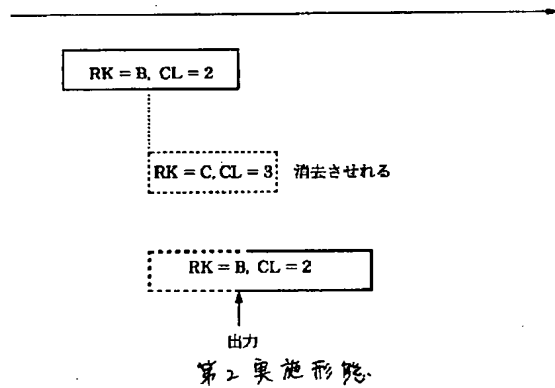 RK = B, CL = 2
RK = C, CL = 3 消去させれる
RK = B, CL = 2
出力
第2実施形態.